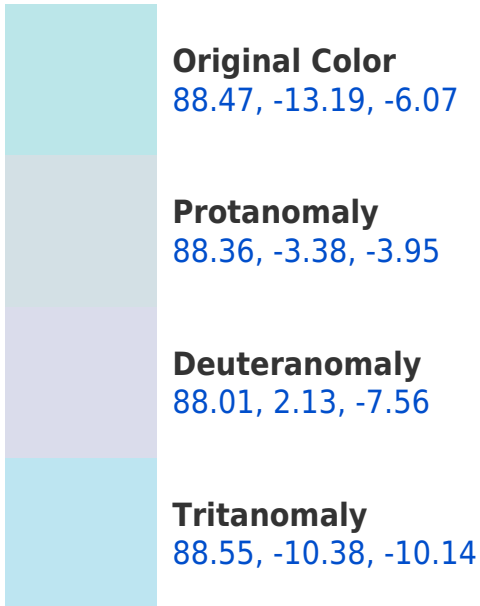 Original Color
88.47, -13.19, -6.07
Protanomaly
88.36, -3.38, -3.95
Deuteranomaly
88.01, 2.13, -7.56
Tritanomaly
88.55, -10.38, -10.14